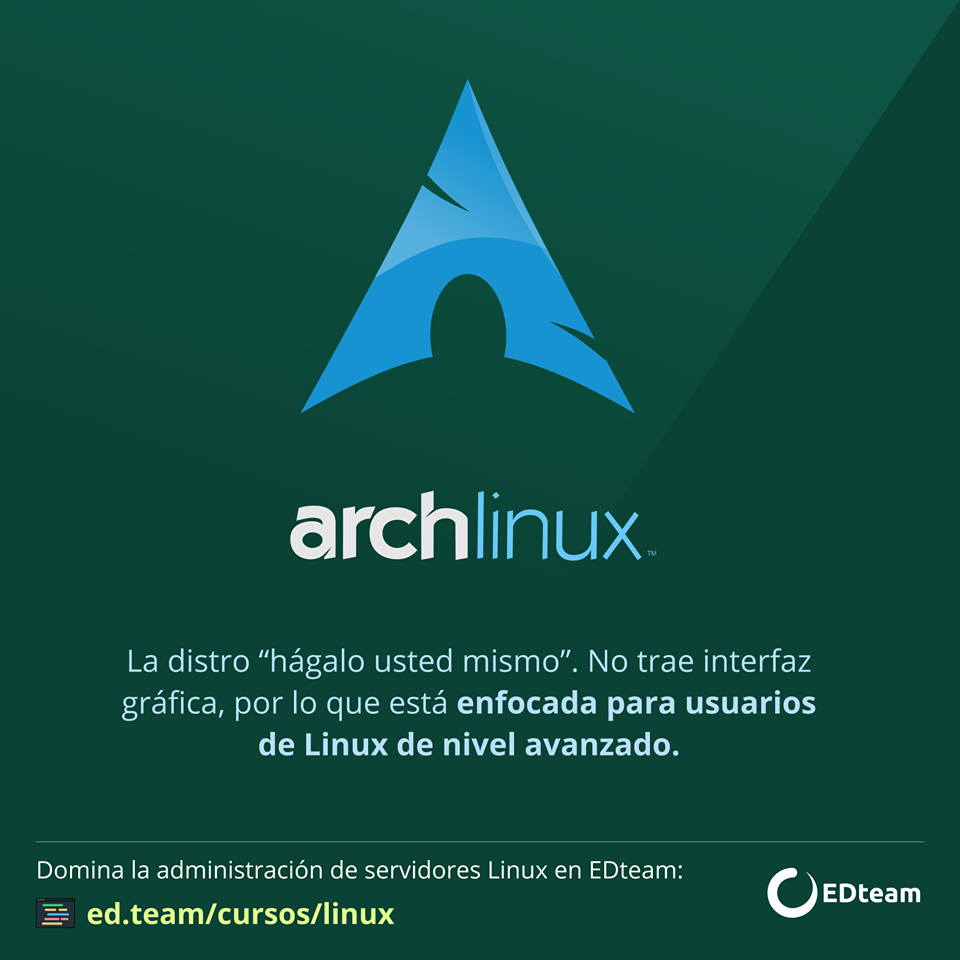 archlinux™
La distro “hágalo usted mismo”. No trae interfaz
gráfica, por lo que está enfocada para usuarios
de Linux de nivel avanzado.
Domina la administración de servidores Linux en EDteam:
ed.team/cursos/linux
EDteam